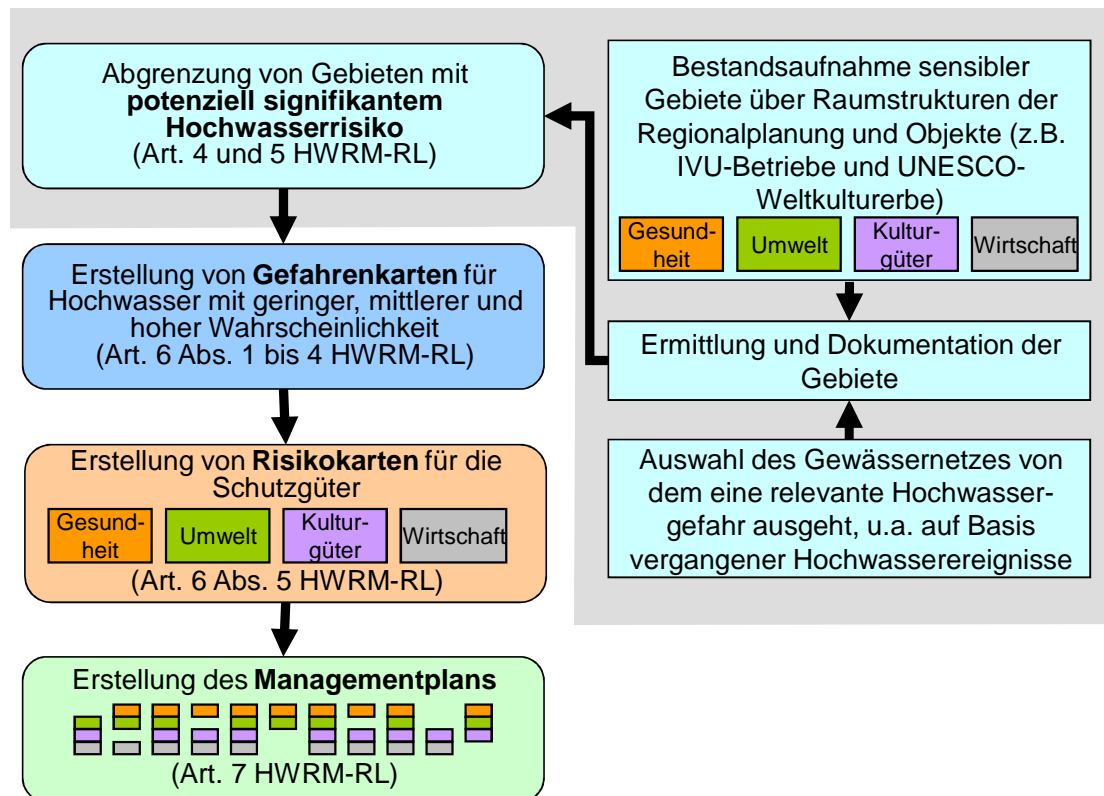 Abgrenzung von Gebieten mit
potenziell signifikantem
Hochwasserrisiko
(Art. 4 und 5 HWRM-RL)
Erstellung von Gefahrenkarten für
Hochwasser mit geringer, mittlerer und
hoher Wahrscheinlichkeit
(Art. 6 Abs. 1 bis 4 HWRM-RL)
Erstellung von Risikokarten für die
Schutzgüter
Gesund-
heit
Umwelt
Kultur-
güter
Wirtschaft
(Art. 6 Abs. 5 HWRM-RL)
Erstellung des Managementplans
(Art. 7 HWRM-RL)
Bestandsaufnahme sensibler
Gebiete über Raumstrukturen der
Regionalplanung und Objekte (z.B.
IVU-Betriebe und UNESCO-
Weltkulturerbe)
Gesund-
heit
Umwelt
Kultur-
güter
Wirtschaft
Ermittlung und Dokumentation der
Gebiete
Auswahl des Gewässernetzes von
dem eine relevante Hochwasser-
gefahr ausgeht, u.a. auf Basis
vergangener Hochwasserereignisse